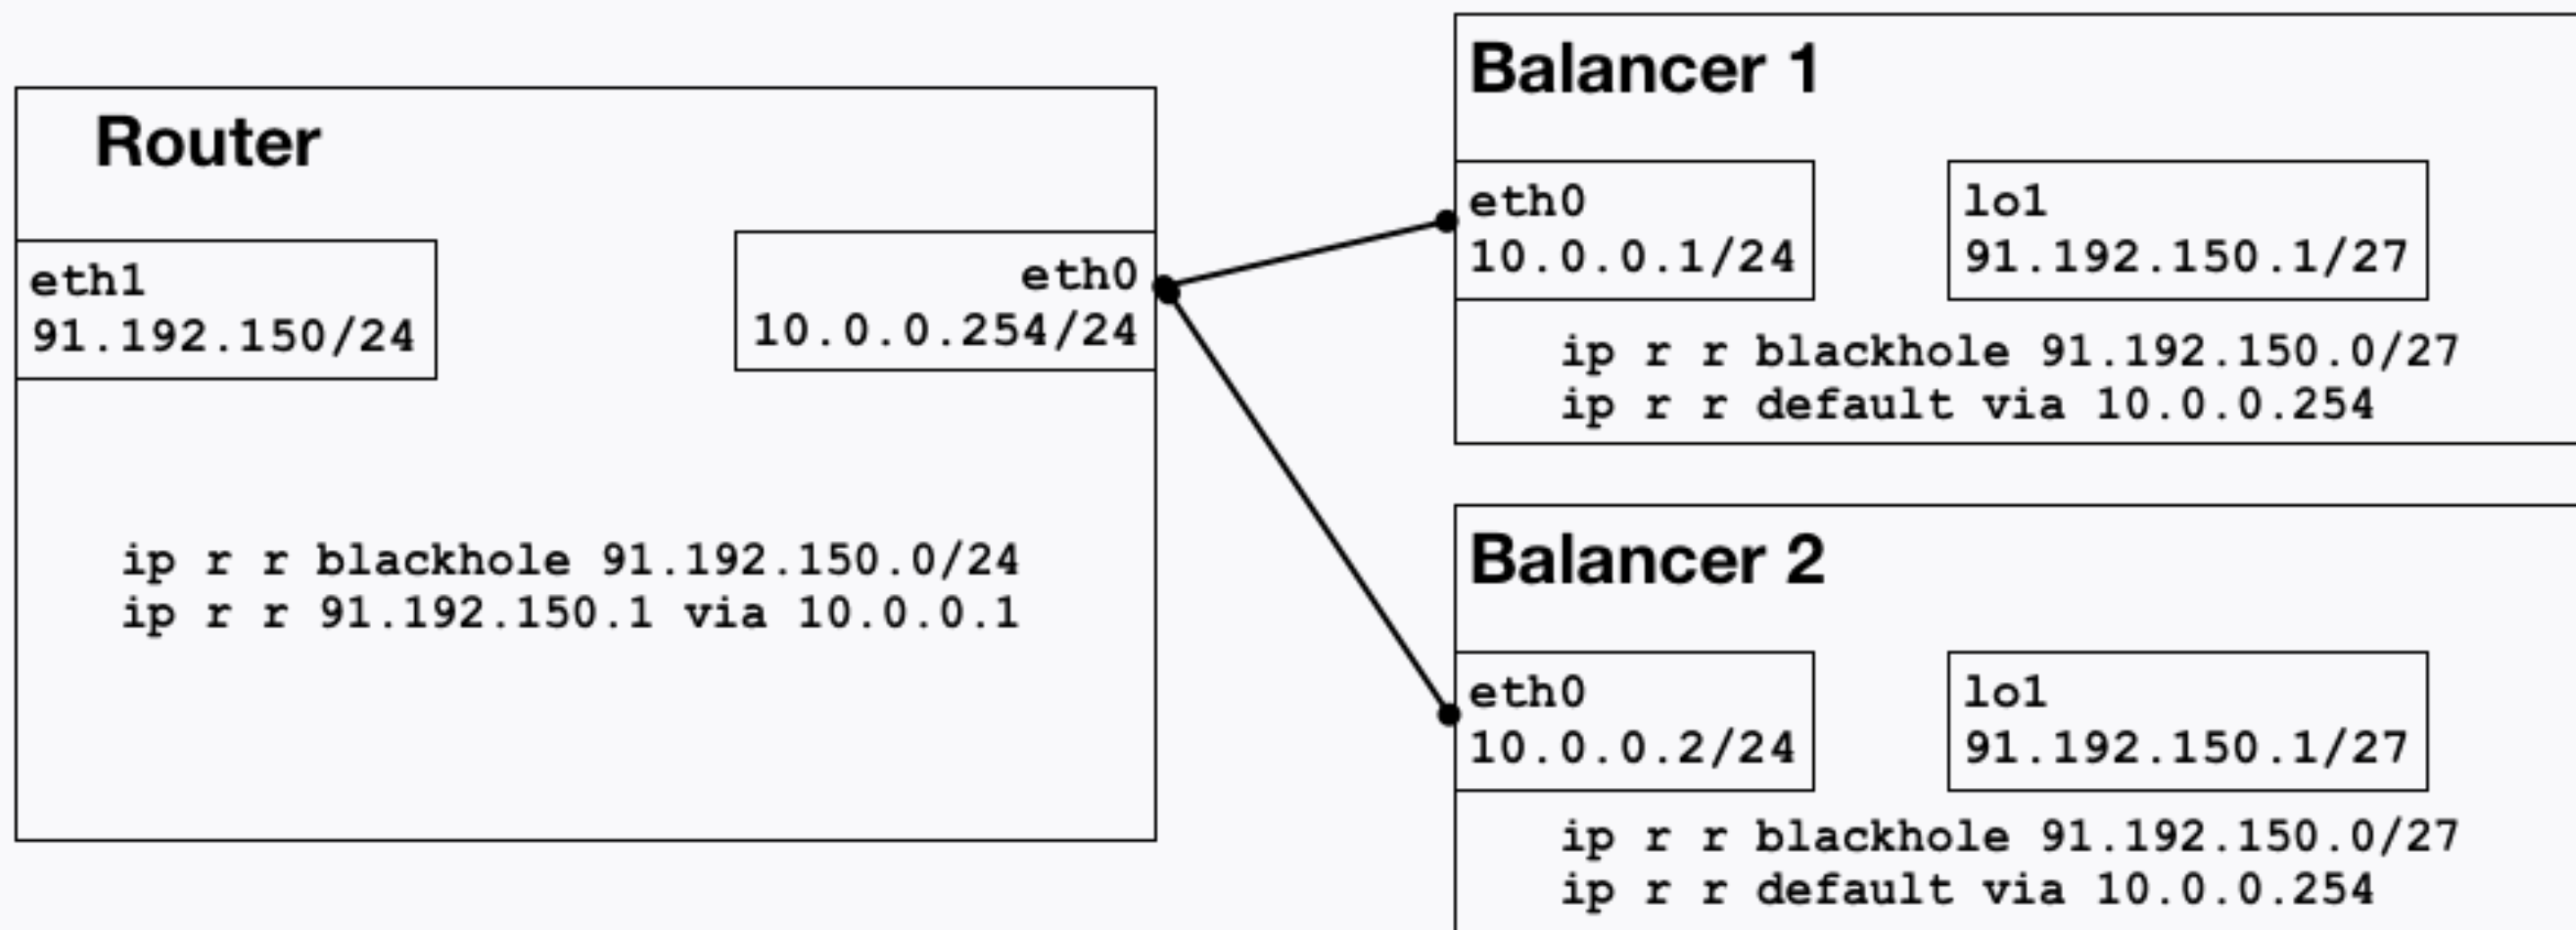 Router
eth1
91.192.150/24
eth0
10.0.0.254/24
ip r r blackhole 91.192.150.0/24
ip r r 91.192.150.1 via 10.0.0.1
Balancer 1
eth0
10.0.0.1/24
lo1
91.192.150.1/27
ip r r blackhole 91.192.150.0/27
ip r r default via 10.0.0.254
Balancer 2
eth0
10.0.0.2/24
lo1
91.192.150.1/27
ip r r blackhole 91.192.150.0/27
ip r r default via 10.0.0.254